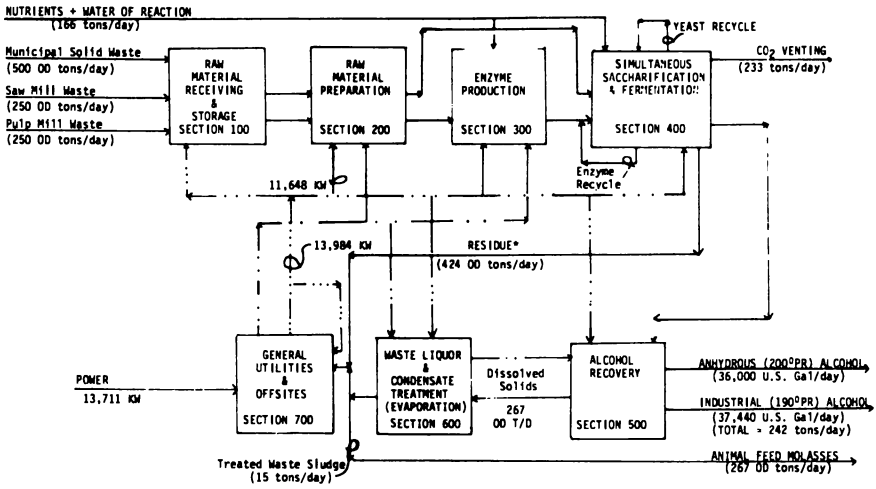 NUTRIENTS + WATER OF REACTION
(166 tons/day)
YEAST RECYCLE
Municipal Solid Waste
(500 OD tons/day)
Saw Mill Waste
(250 OD tons/day)
Pulp Mill Waste
(250 OD tons/day)
RAW
MATERIAL
RECEIVING
&
STORAGE
SECTION 100
RAW
MATERIAL
PREPARATION
SECTION 200
ENZYME
PRODUCTION
SECTION 300
SIMULTANEOUS
SACCHARIFICATION
& FERMENTATION
SECTION 400
CO2 VENTING
(233 tons/day)
Enzyme
Recycle
11,648 KW
13,984 KW
RESIDUE*
(424 OD tons/day)
POWER
13,711 KW
GENERAL
UTILITIES
&
OFFSITES
SECTION 700
WASTE LIQUOR
&
CONDENSATE
TREATMENT
(EVAPORATION)
SECTION 600
Dissolved
Solids
267
OD T/D
ALCOHOL
RECOVERY
SECTION 500
ANHYDROUS (200°PR) ALCOHOL
(36,000 U.S. Gal/day)
INDUSTRIAL (190°PR) ALCOHOL
(37,440 U.S. Gal/day)
(TOTAL = 242 tons/day)
Treated Waste Sludge
(15 tons/day)
ANIMAL FEED MOLASSES
(267 OD tons/day)